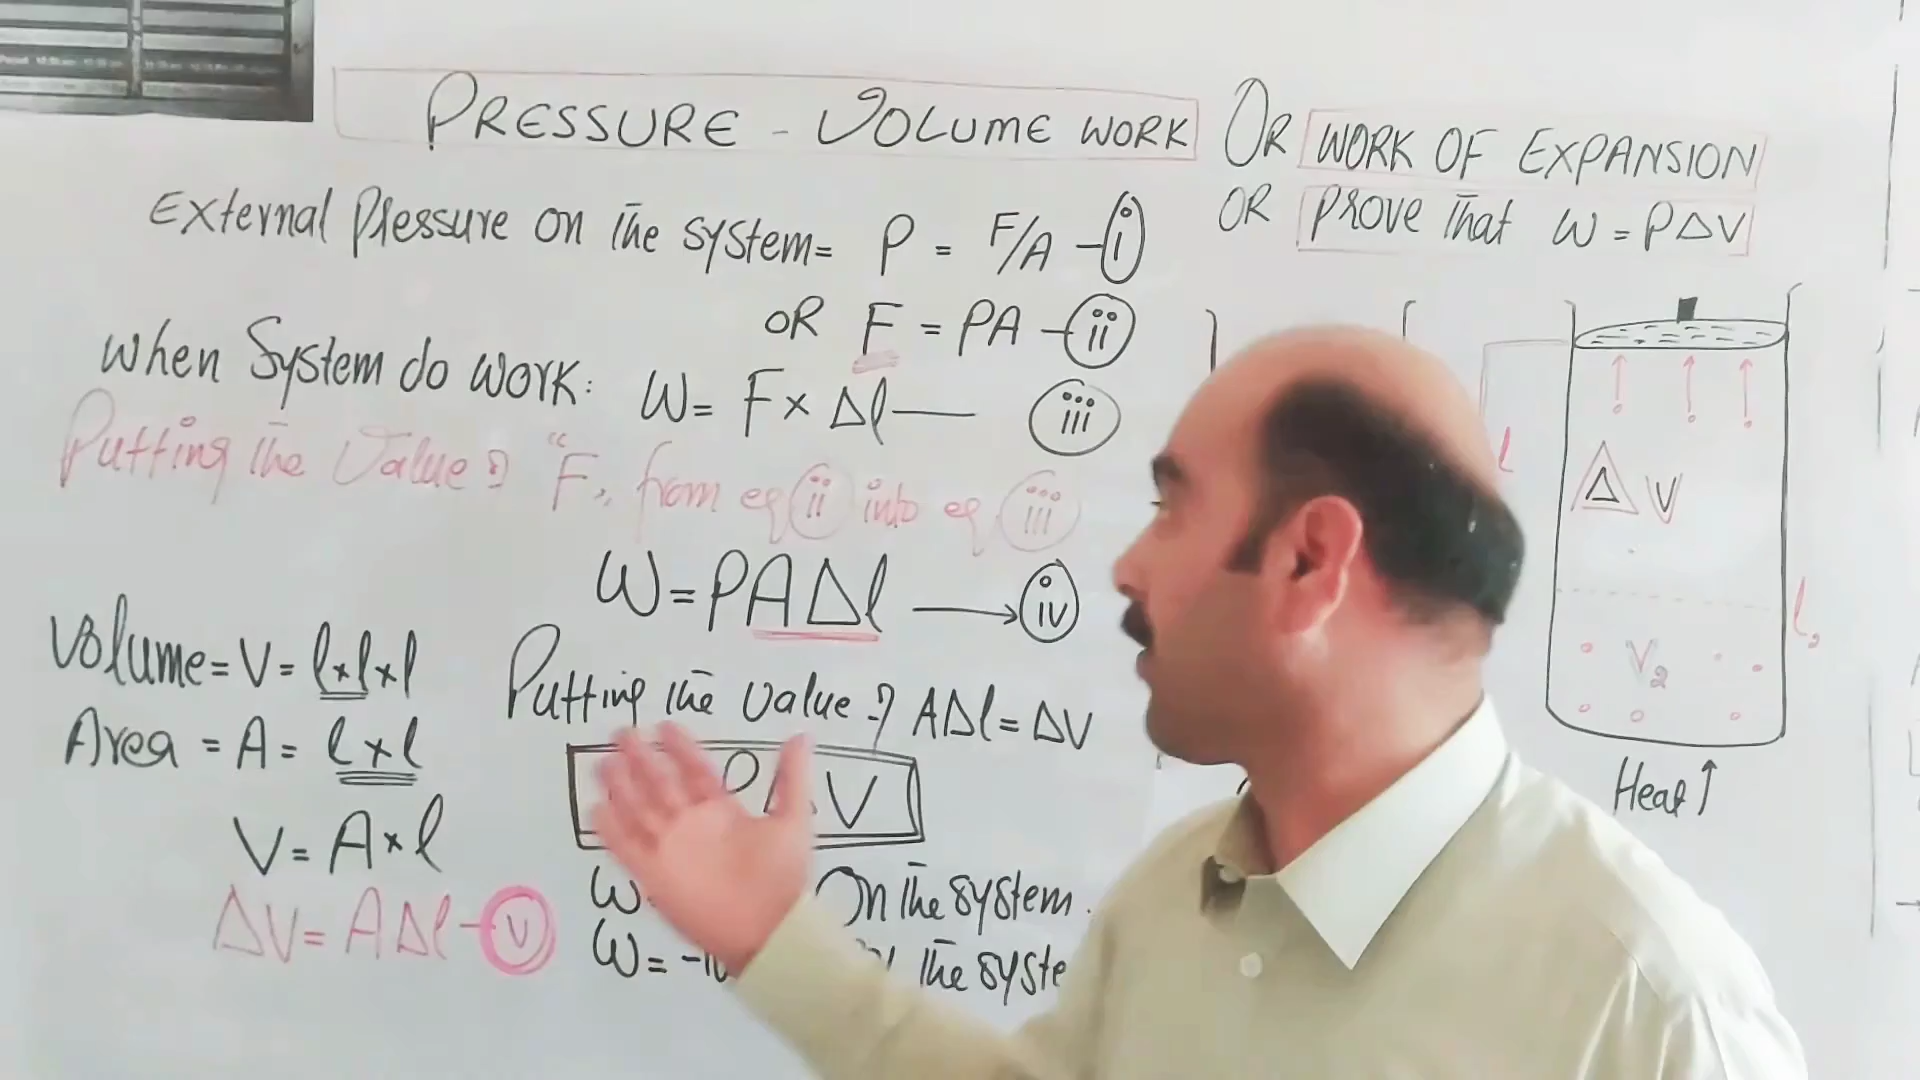 PRESSURE - VOLUME WORK OR WORK OF EXPANSION
OR PROVE That W = PΔV
External Pressure on the system = P = F/A - i
OR F = PA - ii
When System do work: W = F × Δl — iii
Putting the Value of "F" from eq ii into eq iii
W = PAΔl → iv
Volume = V = l×l×l
Area = A = l×l
V = A×l
ΔV = AΔl - v
Putting the value of AΔl = ΔV
PΔV
W = On the system.
W = - the syste
l
ΔV
V₂
Heat ↑